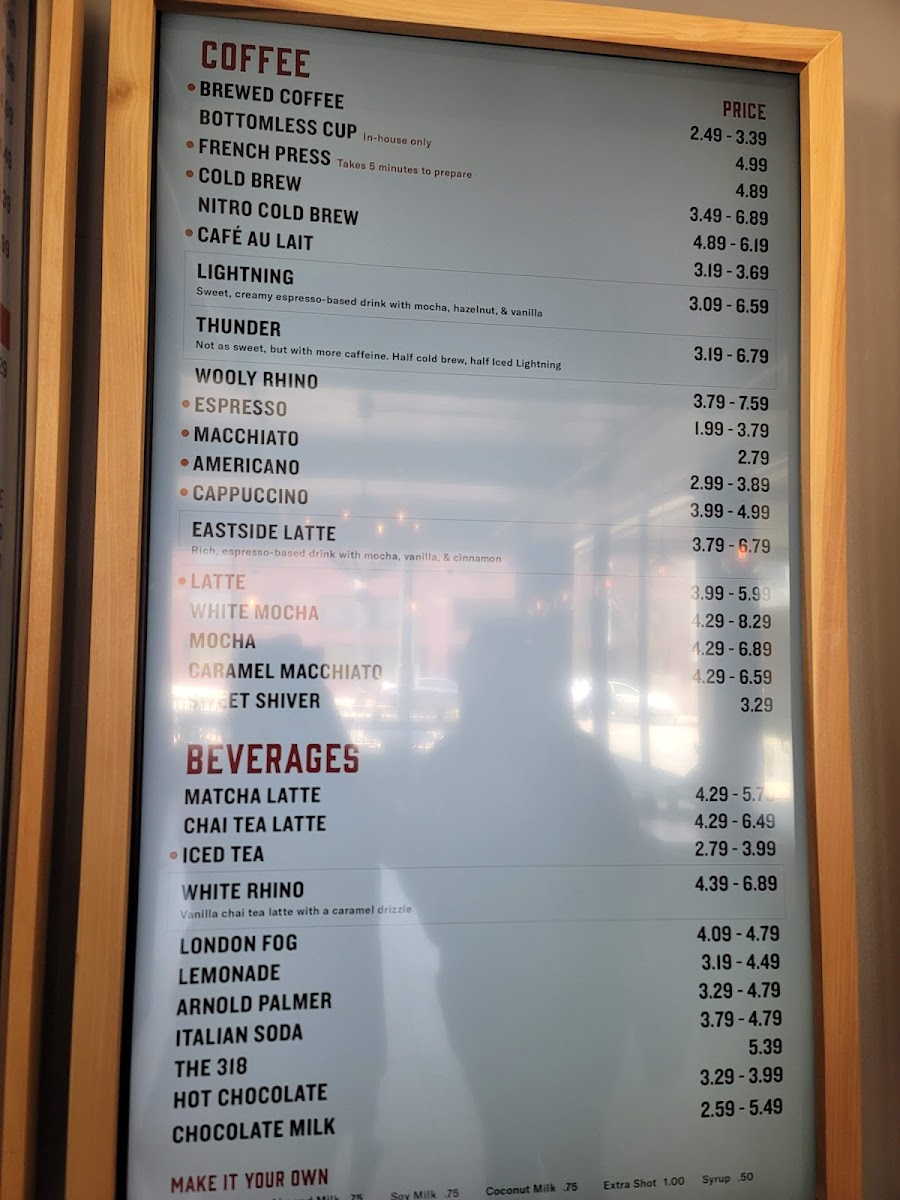 COFFEE
PRICE
• BREWED COFFEE 2.49 - 3.39
BOTTOMLESS CUP In-house only 4.99
• FRENCH PRESS Takes 5 minutes to prepare 4.89
• COLD BREW 3.49 - 6.89
NITRO COLD BREW 4.89 - 6.19
• CAFÉ AU LAIT 3.19 - 3.69
LIGHTNING 3.09 - 6.59
Sweet, creamy espresso-based drink with mocha, hazelnut, & vanilla
THUNDER 3.19 - 6.79
Not as sweet, but with more caffeine. Half cold brew, half Iced Lightning
WOOLY RHINO 3.79 - 7.59
• ESPRESSO 1.99 - 3.79
• MACCHIATO 2.79
• AMERICANO 2.99 - 3.89
• CAPPUCCINO 3.99 - 4.99
EASTSIDE LATTE 3.79 - 6.79
Rich, espresso-based drink with mocha, vanilla, & cinnamon
• LATTE 3.99 - 5.99
WHITE MOCHA 4.29 - 8.29
MOCHA 4.29 - 6.89
CARAMEL MACCHIATO 4.29 - 6.59
SWEET SHIVER 3.29
BEVERAGES
MATCHA LATTE 4.29 -
CHAI TEA LATTE 4.29 - 6.49
• ICED TEA 2.79 - 3.99
WHITE RHINO 4.39 - 6.89
Vanilla chai tea latte with a caramel drizzle
LONDON FOG 4.09 - 4.79
LEMONADE 3.19 - 4.49
ARNOLD PALMER 3.29 - 4.79
ITALIAN SODA 3.79 - 4.79
THE 318 5.39
HOT CHOCOLATE 3.29 - 3.99
CHOCOLATE MILK 2.59 - 5.49
MAKE IT YOUR OWN
Milk .75 Soy Milk .75 Coconut Milk .75 Extra Shot 1.00 Syrup .50